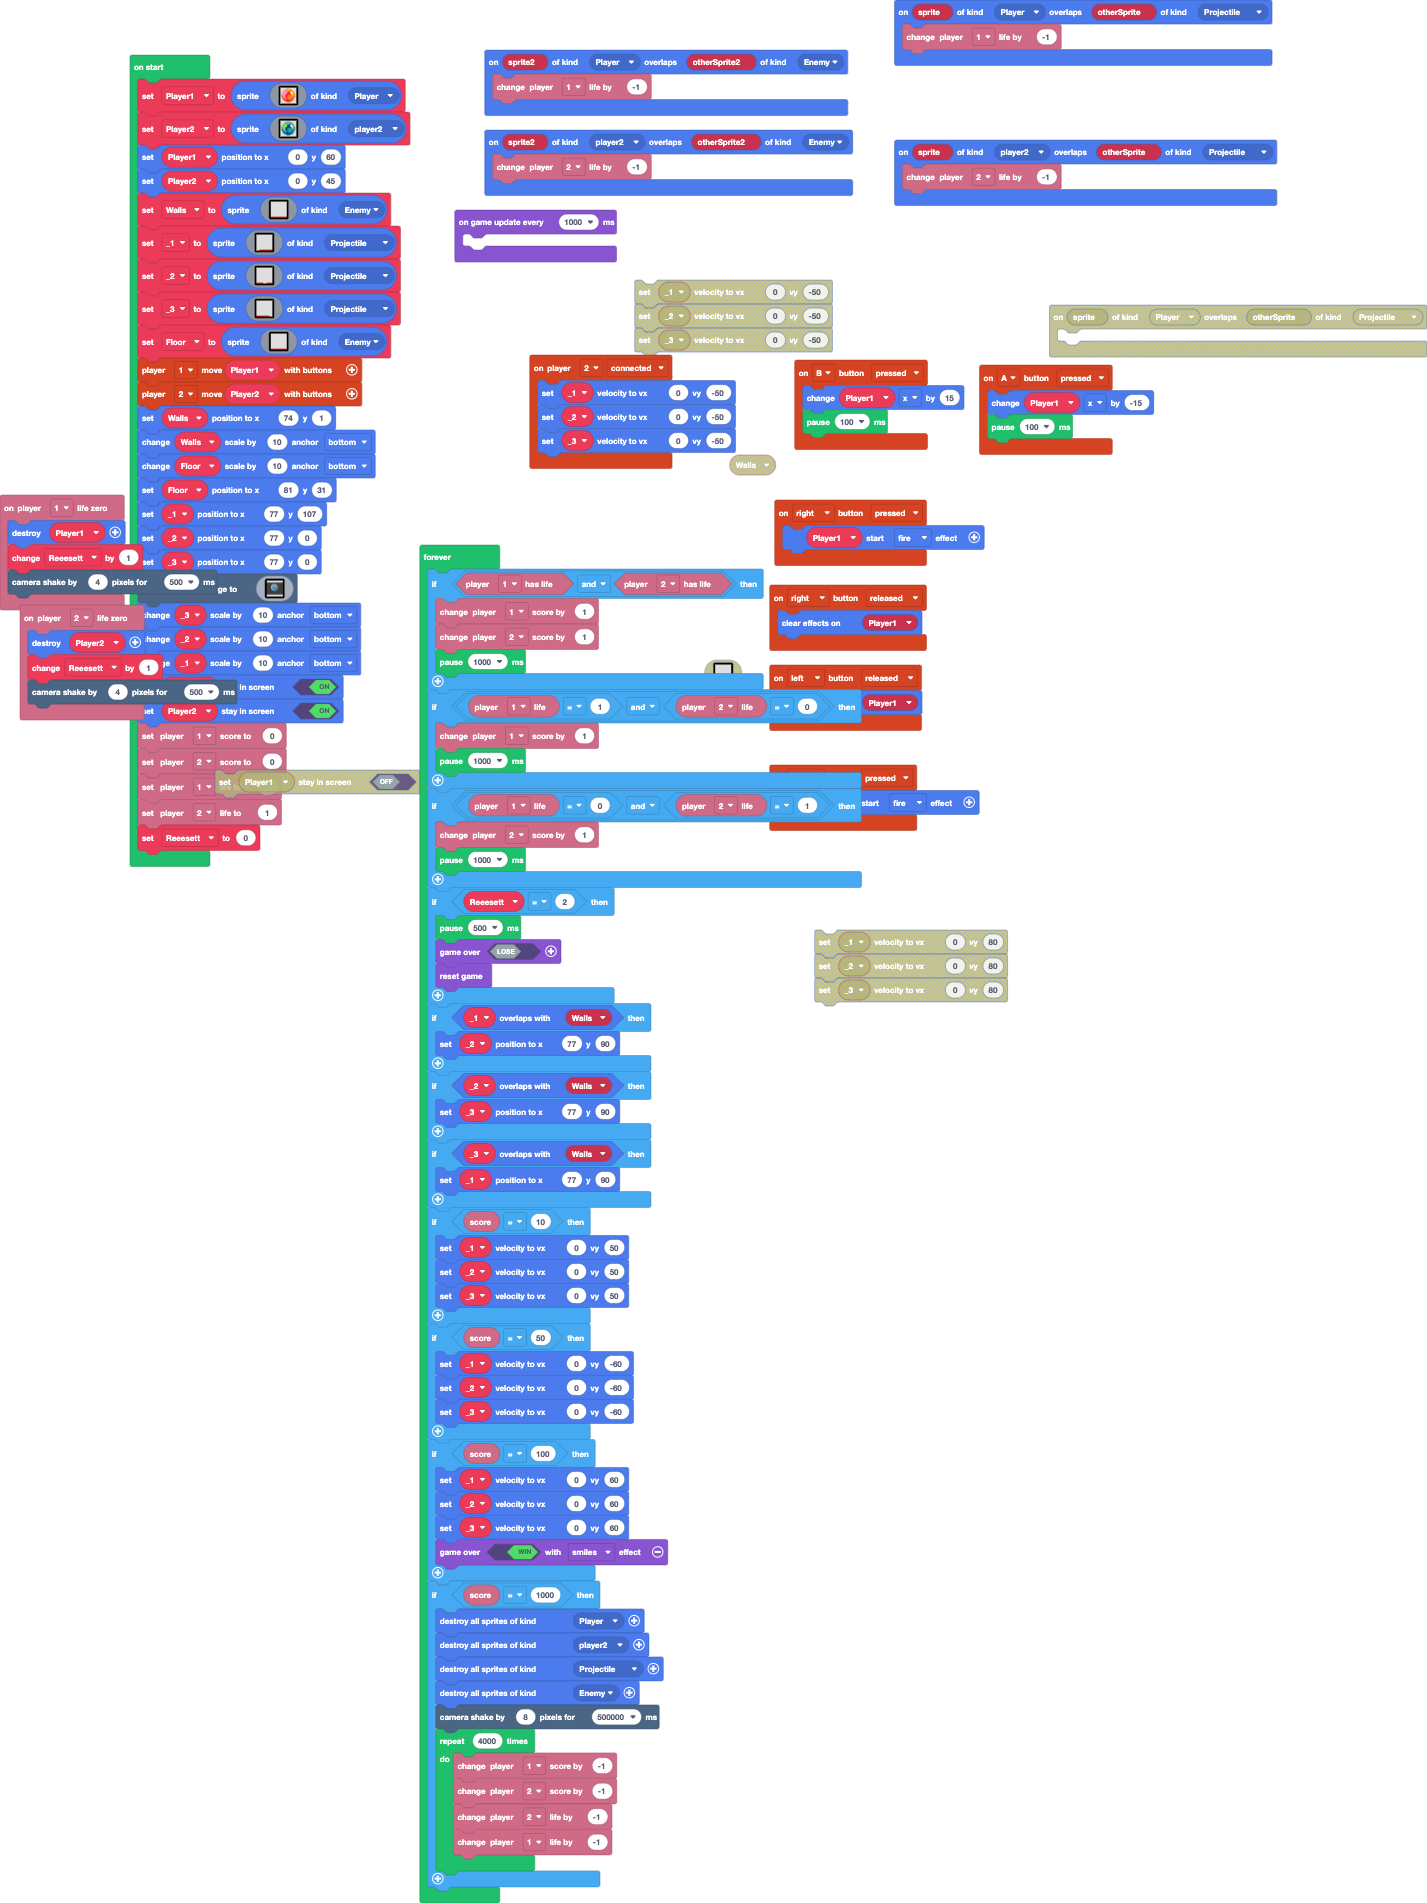 on start
set Player1 to sprite of kind Player
set Player2 to sprite of kind player2
set Player1 position to x 0 y 60
set Player2 position to x 0 y 45
set Walls to sprite of kind Enemy
set _1 to sprite of kind Projectile
set _2 to sprite of kind Projectile
set _3 to sprite of kind Projectile
set Floor to sprite of kind Enemy
player 1 move Player1 with buttons
player 2 move Player2 with buttons
set Walls position to x 74 y 1
change Walls scale by 10 anchor bottom
change Floor scale by 10 anchor bottom
set Floor position to x 81 y 31
set _1 position to x 77 y 107
set _2 position to x 77 y 0
set _3 position to x 77 y 0
ge to
change _3 scale by 10 anchor bottom
change _2 scale by 10 anchor bottom
ge _1 scale by 10 anchor bottom
in screen ON
set Player2 stay in screen ON
set player 1 score to 0
set player 2 score to 0
set player 1
set player 2 life to 1
set Reeesett to 0
on player 1 life zero
destroy Player1
change Reeesett by 1
camera shake by 4 pixels for 500 ms
on player 2 life zero
destroy Player2
change Reeesett by 1
camera shake by 4 pixels for 500 ms
set Player1 stay in screen OFF
on sprite2 of kind Player overlaps otherSprite2 of kind Enemy
change player 1 life by -1
on sprite2 of kind player2 overlaps otherSprite2 of kind Enemy
change player 2 life by -1
on game update every 1000 ms
on sprite of kind Player overlaps otherSprite of kind Projectile
change player 1 life by -1
on sprite of kind player2 overlaps otherSprite of kind Projectile
change player 2 life by -1
set _1 velocity to vx 0 vy -50
set _2 velocity to vx 0 vy -50
set _3 velocity to vx 0 vy -50
on sprite of kind Player overlaps otherSprite of kind Projectile
on player 2 connected
set _1 velocity to vx 0 vy -50
set _2 velocity to vx 0 vy -50
set _3 velocity to vx 0 vy -50
Walls
on B button pressed
change Player1 x by 15
pause 100 ms
on A button pressed
change Player1 x by -15
pause 100 ms
on right button pressed
Player1 start fire effect
on right button released
clear effects on Player1
on left button released
Player1
pressed
start fire effect
forever
if player 1 has life and player 2 has life then
change player 1 score by 1
change player 2 score by 1
pause 1000 ms
if player 1 life = 1 and player 2 life = 0 then
change player 1 score by 1
pause 1000 ms
if player 1 life = 0 and player 2 life = 1 then
change player 2 score by 1
pause 1000 ms
if Reeesett = 2 then
pause 500 ms
game over LOSE
reset game
if _1 overlaps with Walls then
set _2 position to x 77 y 90
if _2 overlaps with Walls then
set _3 position to x 77 y 90
if _3 overlaps with Walls then
set _1 position to x 77 y 90
if score = 10 then
set _1 velocity to vx 0 vy 50
set _2 velocity to vx 0 vy 50
set _3 velocity to vx 0 vy 50
if score = 50 then
set _1 velocity to vx 0 vy -60
set _2 velocity to vx 0 vy -60
set _3 velocity to vx 0 vy -60
if score = 100 then
set _1 velocity to vx 0 vy 60
set _2 velocity to vx 0 vy 60
set _3 velocity to vx 0 vy 60
game over WIN with smiles effect
if score = 1000 then
destroy all sprites of kind Player
destroy all sprites of kind player2
destroy all sprites of kind Projectile
destroy all sprites of kind Enemy
camera shake by 8 pixels for 500000 ms
repeat 4000 times
do
change player 1 score by -1
change player 2 score by -1
change player 2 life by -1
change player 1 life by -1
set _1 velocity to vx 0 vy 80
set _2 velocity to vx 0 vy 80
set _3 velocity to vx 0 vy 80